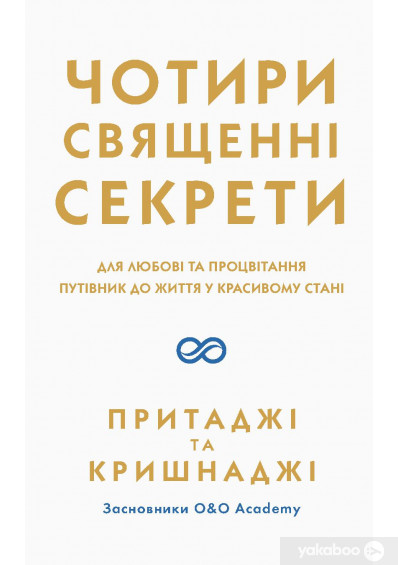 ЧОТИРИ
СВЯЩЕННІ
СЕКРЕТИ
ДЛЯ ЛЮБОВІ ТА ПРОЦВІТАННЯ
ПУТІВНИК ДО ЖИТТЯ У КРАСИВОМУ СТАНІ
ПРИТАДЖІ
ТА
КРИШНАДЖІ
Засновники O&O Academy
yakaboo